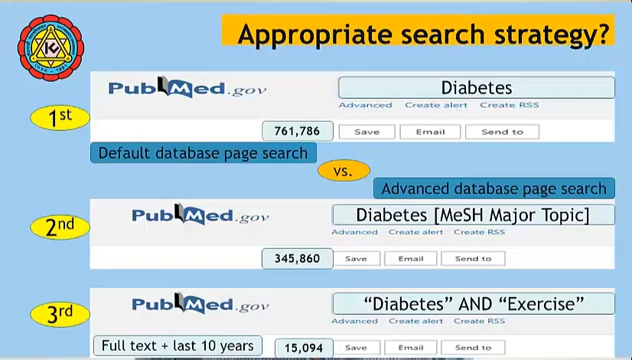 Appropriate search strategy?
1st
PubMed.gov
Diabetes
Advanced Create alert Create RSS
761,786
Save
Email
Send to
Default database page search
vs.
Advanced database page search
2nd
PubMed.gov
Diabetes [MeSH Major Topic]
Advanced Create alert Create RSS
345,860
Save
Email
Send to
3rd
PubMed.gov
“Diabetes” AND “Exercise”
Advanced Create alert Create RSS
Full text + last 10 years
15,094
Save
Email
Send to